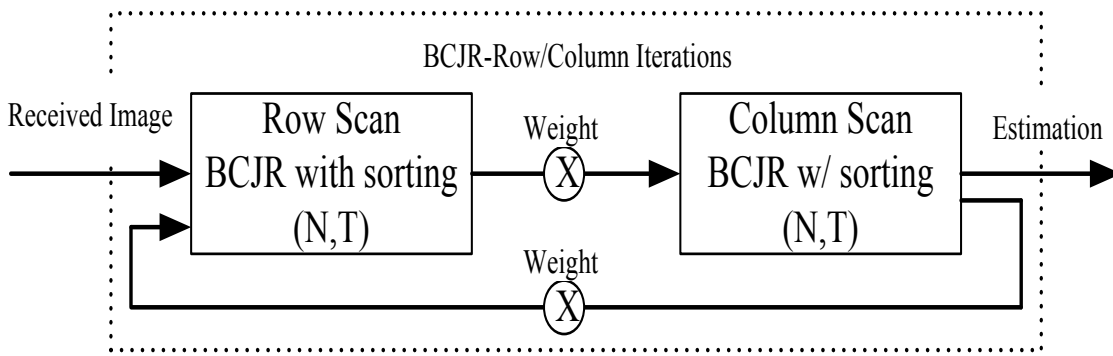 BCJR-Row/Column Iterations
Received Image
Row Scan
BCJR with sorting
(N,T)
Weight
X
Column Scan
BCJR w/ sorting
(N,T)
Estimation
Weight
X